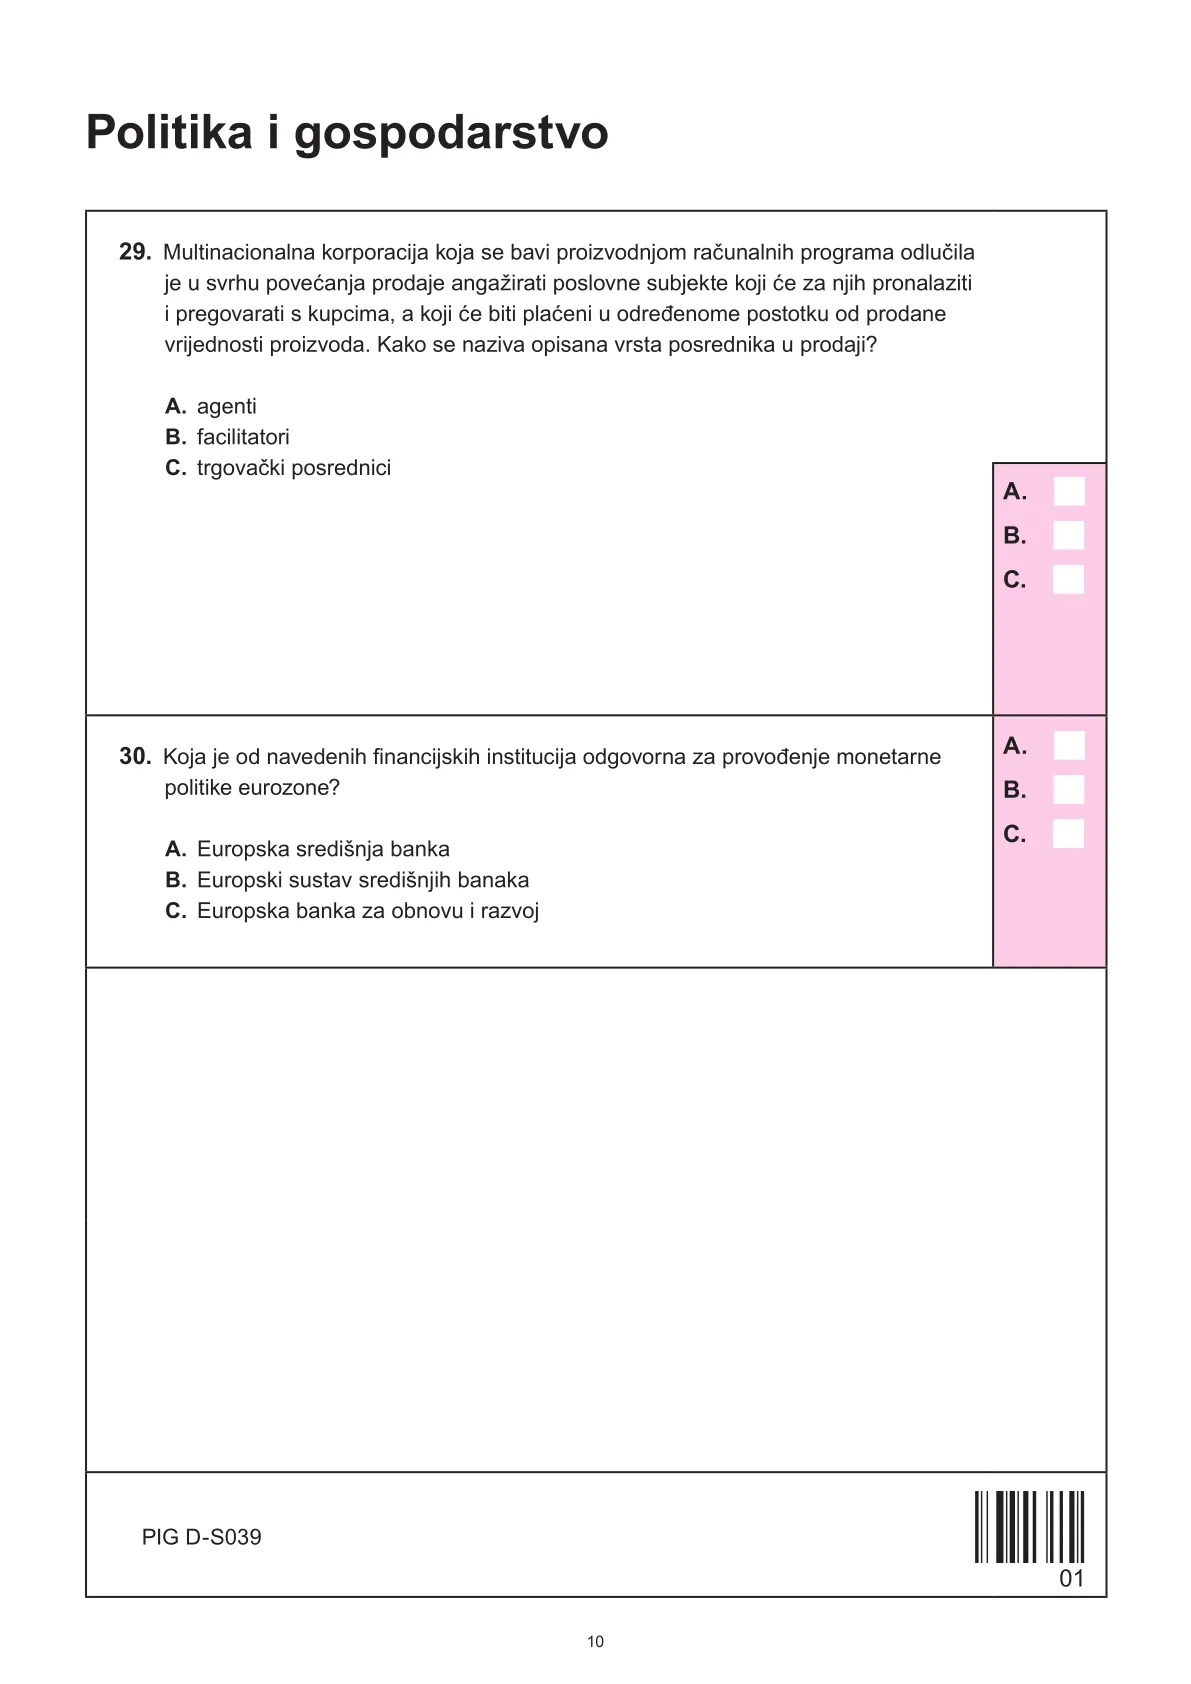 Politika i gospodarstvo
29. Multinacionalna korporacija koja se bavi proizvodnjom računalnih programa odlučila
je u svrhu povećanja prodaje angažirati poslovne subjekte koji će za njih pronalaziti
i pregovarati s kupcima, a koji će biti plaćeni u određenome postotku od prodane
vrijednosti proizvoda. Kako se naziva opisana vrsta posrednika u prodaji?
A. agenti
B. facilitatori
C. trgovački posrednici
A.
B.
C.
30. Koja je od navedenih financijskih institucija odgovorna za provođenje monetarne
politike eurozone?
A. Europska središnja banka
B. Europski sustav središnjih banaka
C. Europska banka za obnovu i razvoj
A.
B.
C.
PIG D-S039
01
10